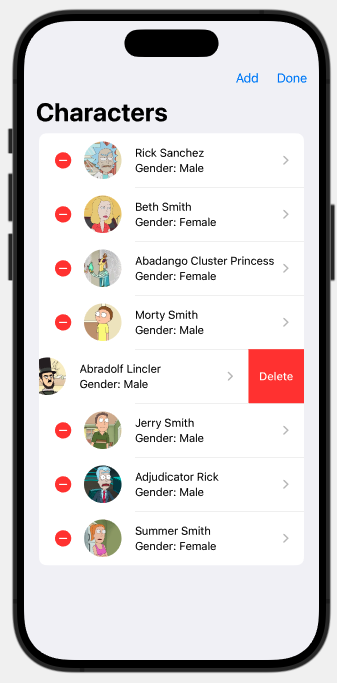 Add Done
Characters
Rick Sanchez
Gender: Male
Beth Smith
Gender: Female
Abadango Cluster Princess
Gender: Female
Morty Smith
Gender: Male
Abradolf Lincler
Gender: Male
Delete
Jerry Smith
Gender: Male
Adjudicator Rick
Gender: Male
Summer Smith
Gender: Female